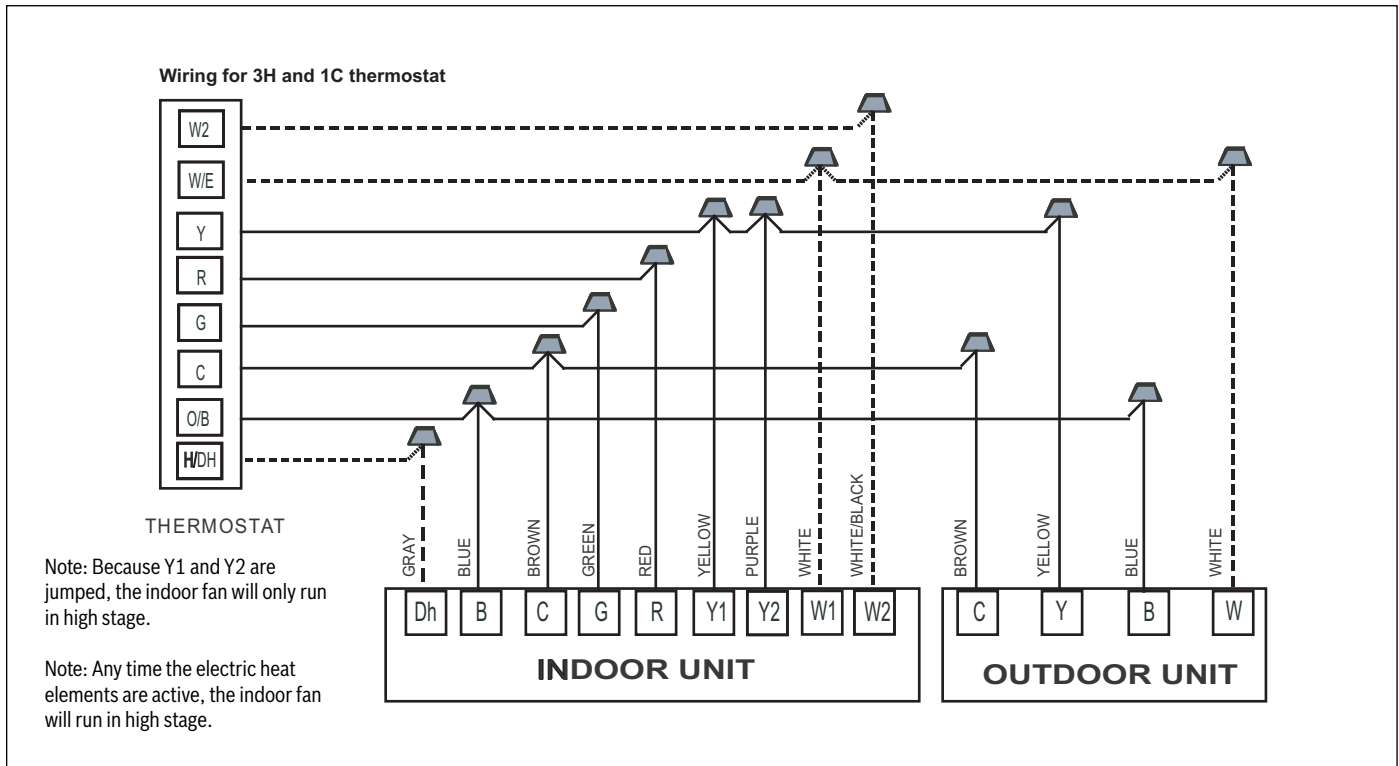 Wiring for 3H and 1C thermostat
W2
W/E
Y
R
G
C
O/B
H/DH
THERMOSTAT
Note: Because Y1 and Y2 are
jumped, the indoor fan will only run
in high stage.
Note: Any time the electric heat
elements are active, the indoor fan
will run in high stage.
GRAY
BLUE
BROWN
GREEN
RED
YELLOW
PURPLE
WHITE
WHITE/BLACK
BROWN
YELLOW
BLUE
WHITE
Dh B C G R Y1 Y2 W1 W2
INDOOR UNIT
C Y B W
OUTDOOR UNIT